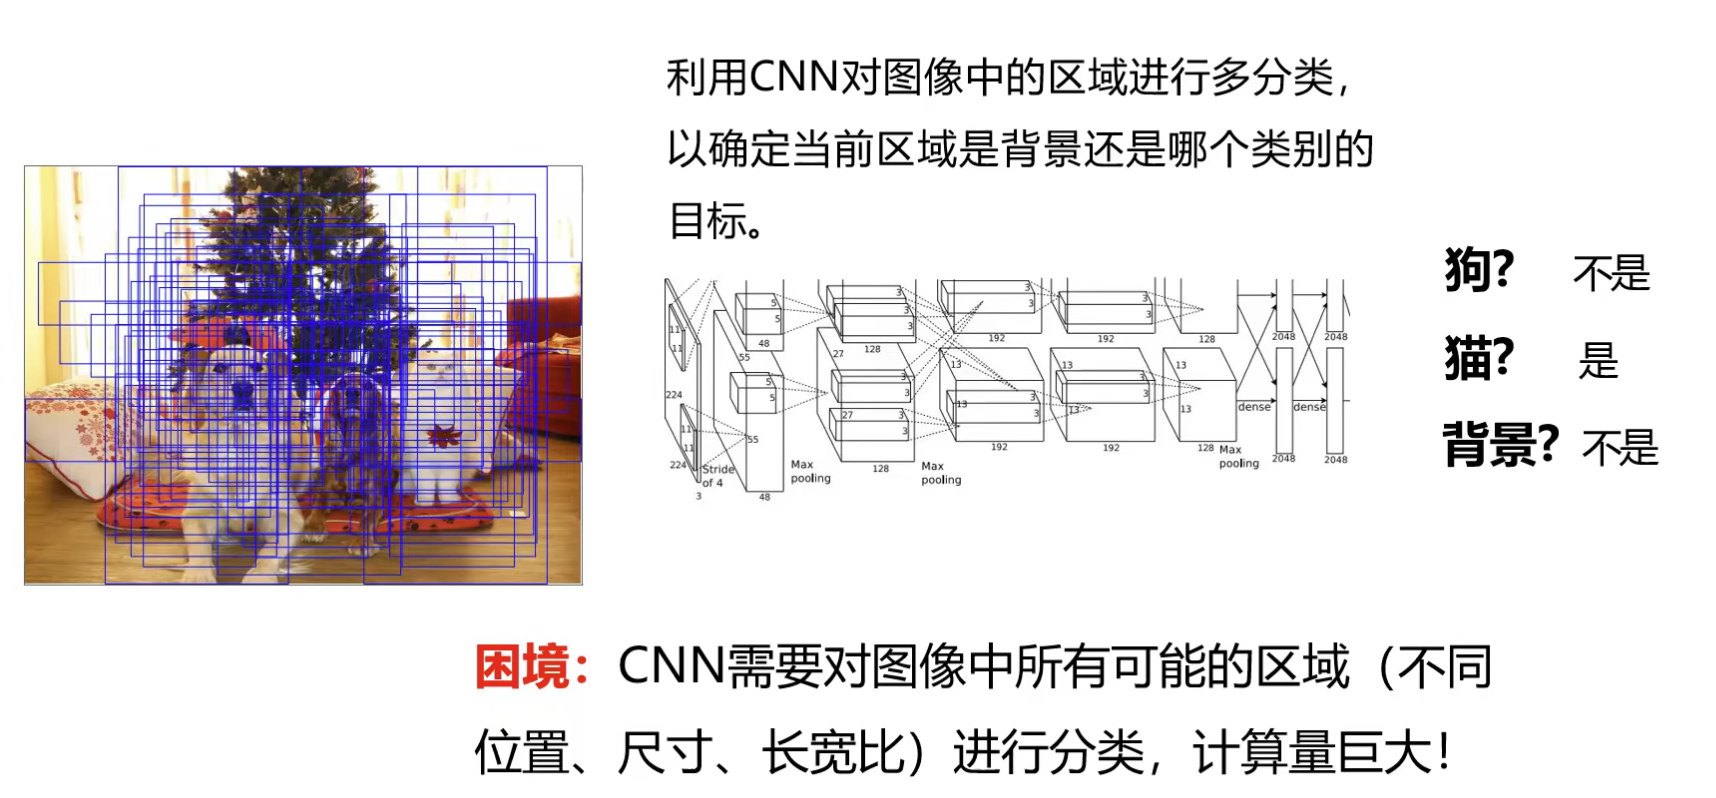 利用CNN对图像中的区域进行多分类，
以确定当前区域是背景还是哪个类别的
目标。
狗? 不是
猫? 是
背景? 不是
5
5
48
3
3
3
128
3
3
192
3
3
192
128
2048
2048
11
11
224
55
5
5
27
3
3
13
13
3
3
13
13
3
3
13
13
dense
dense
27
3
3
11
11
55
224
Stride
of 4
3
48
Max
pooling
128
Max
pooling
192
192
128
Max
pooling
2048
2048
困境：CNN需要对图像中所有可能的区域（不同
位置、尺寸、长宽比）进行分类，计算量巨大！